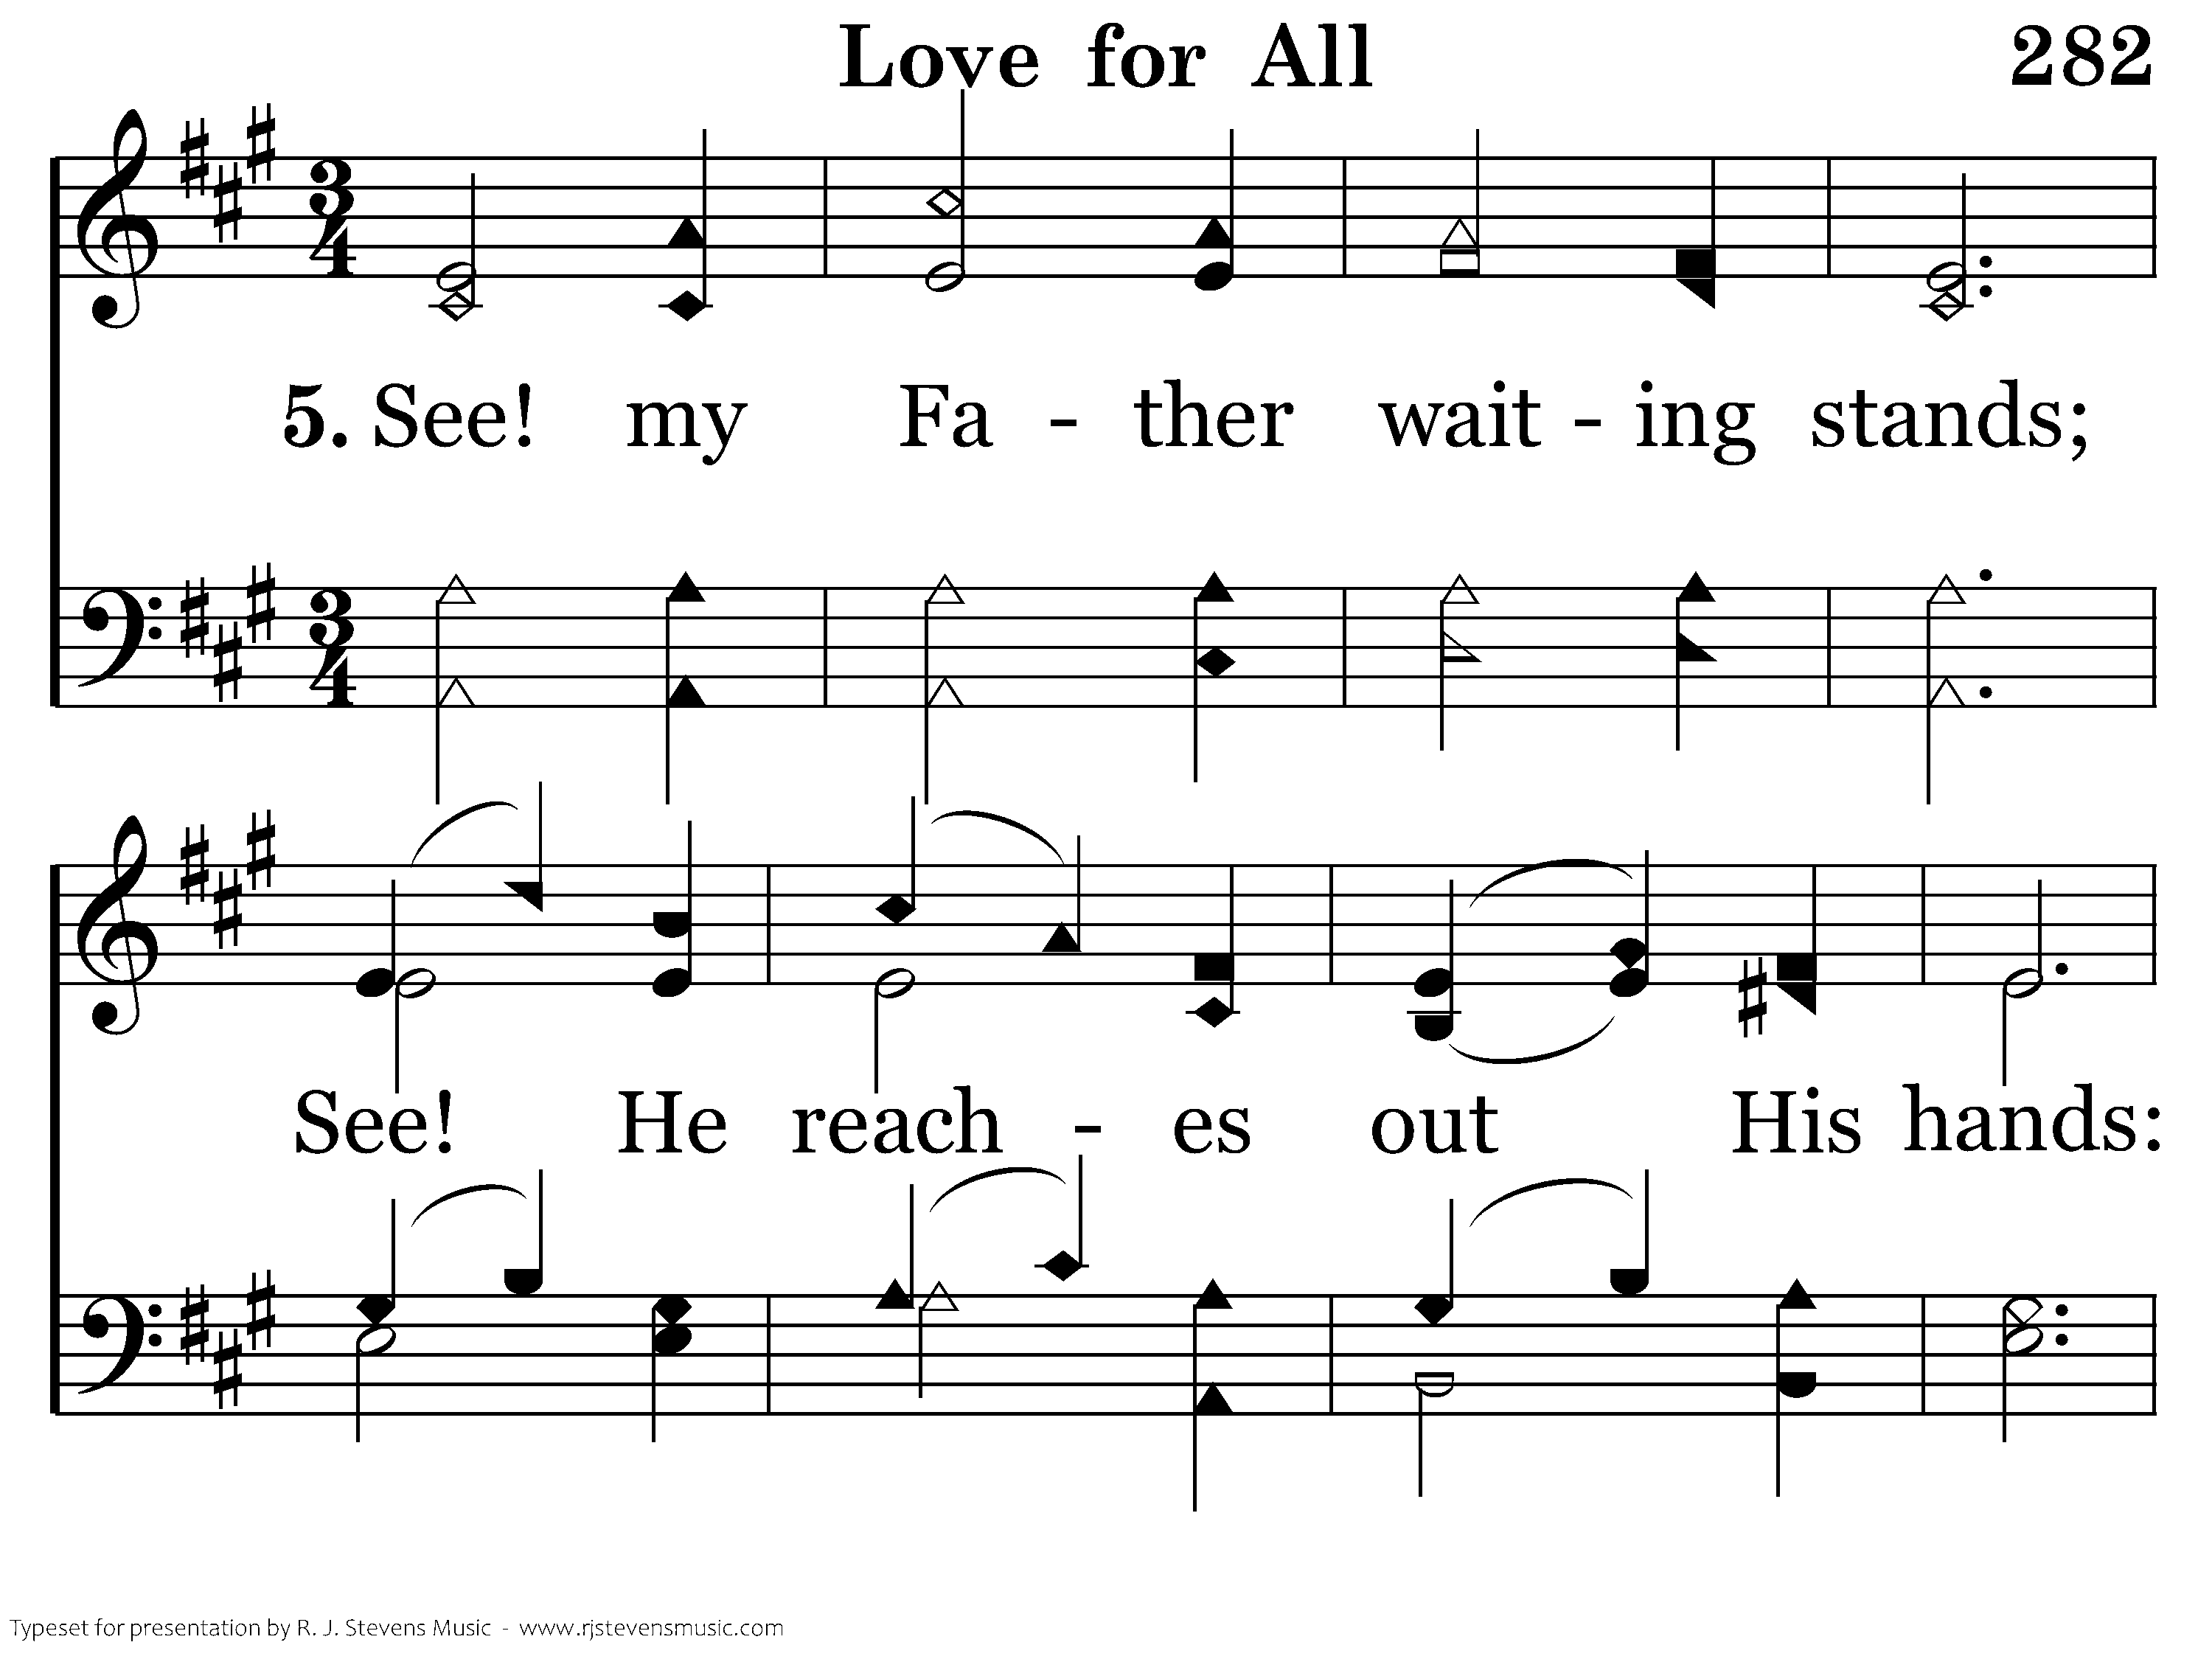 Love for All 282
5. See! my Fa - ther wait - ing stands;
See! He reach - es out His hands:
Typeset for presentation by R. J. Stevens Music - www.rjstevensmusic.com